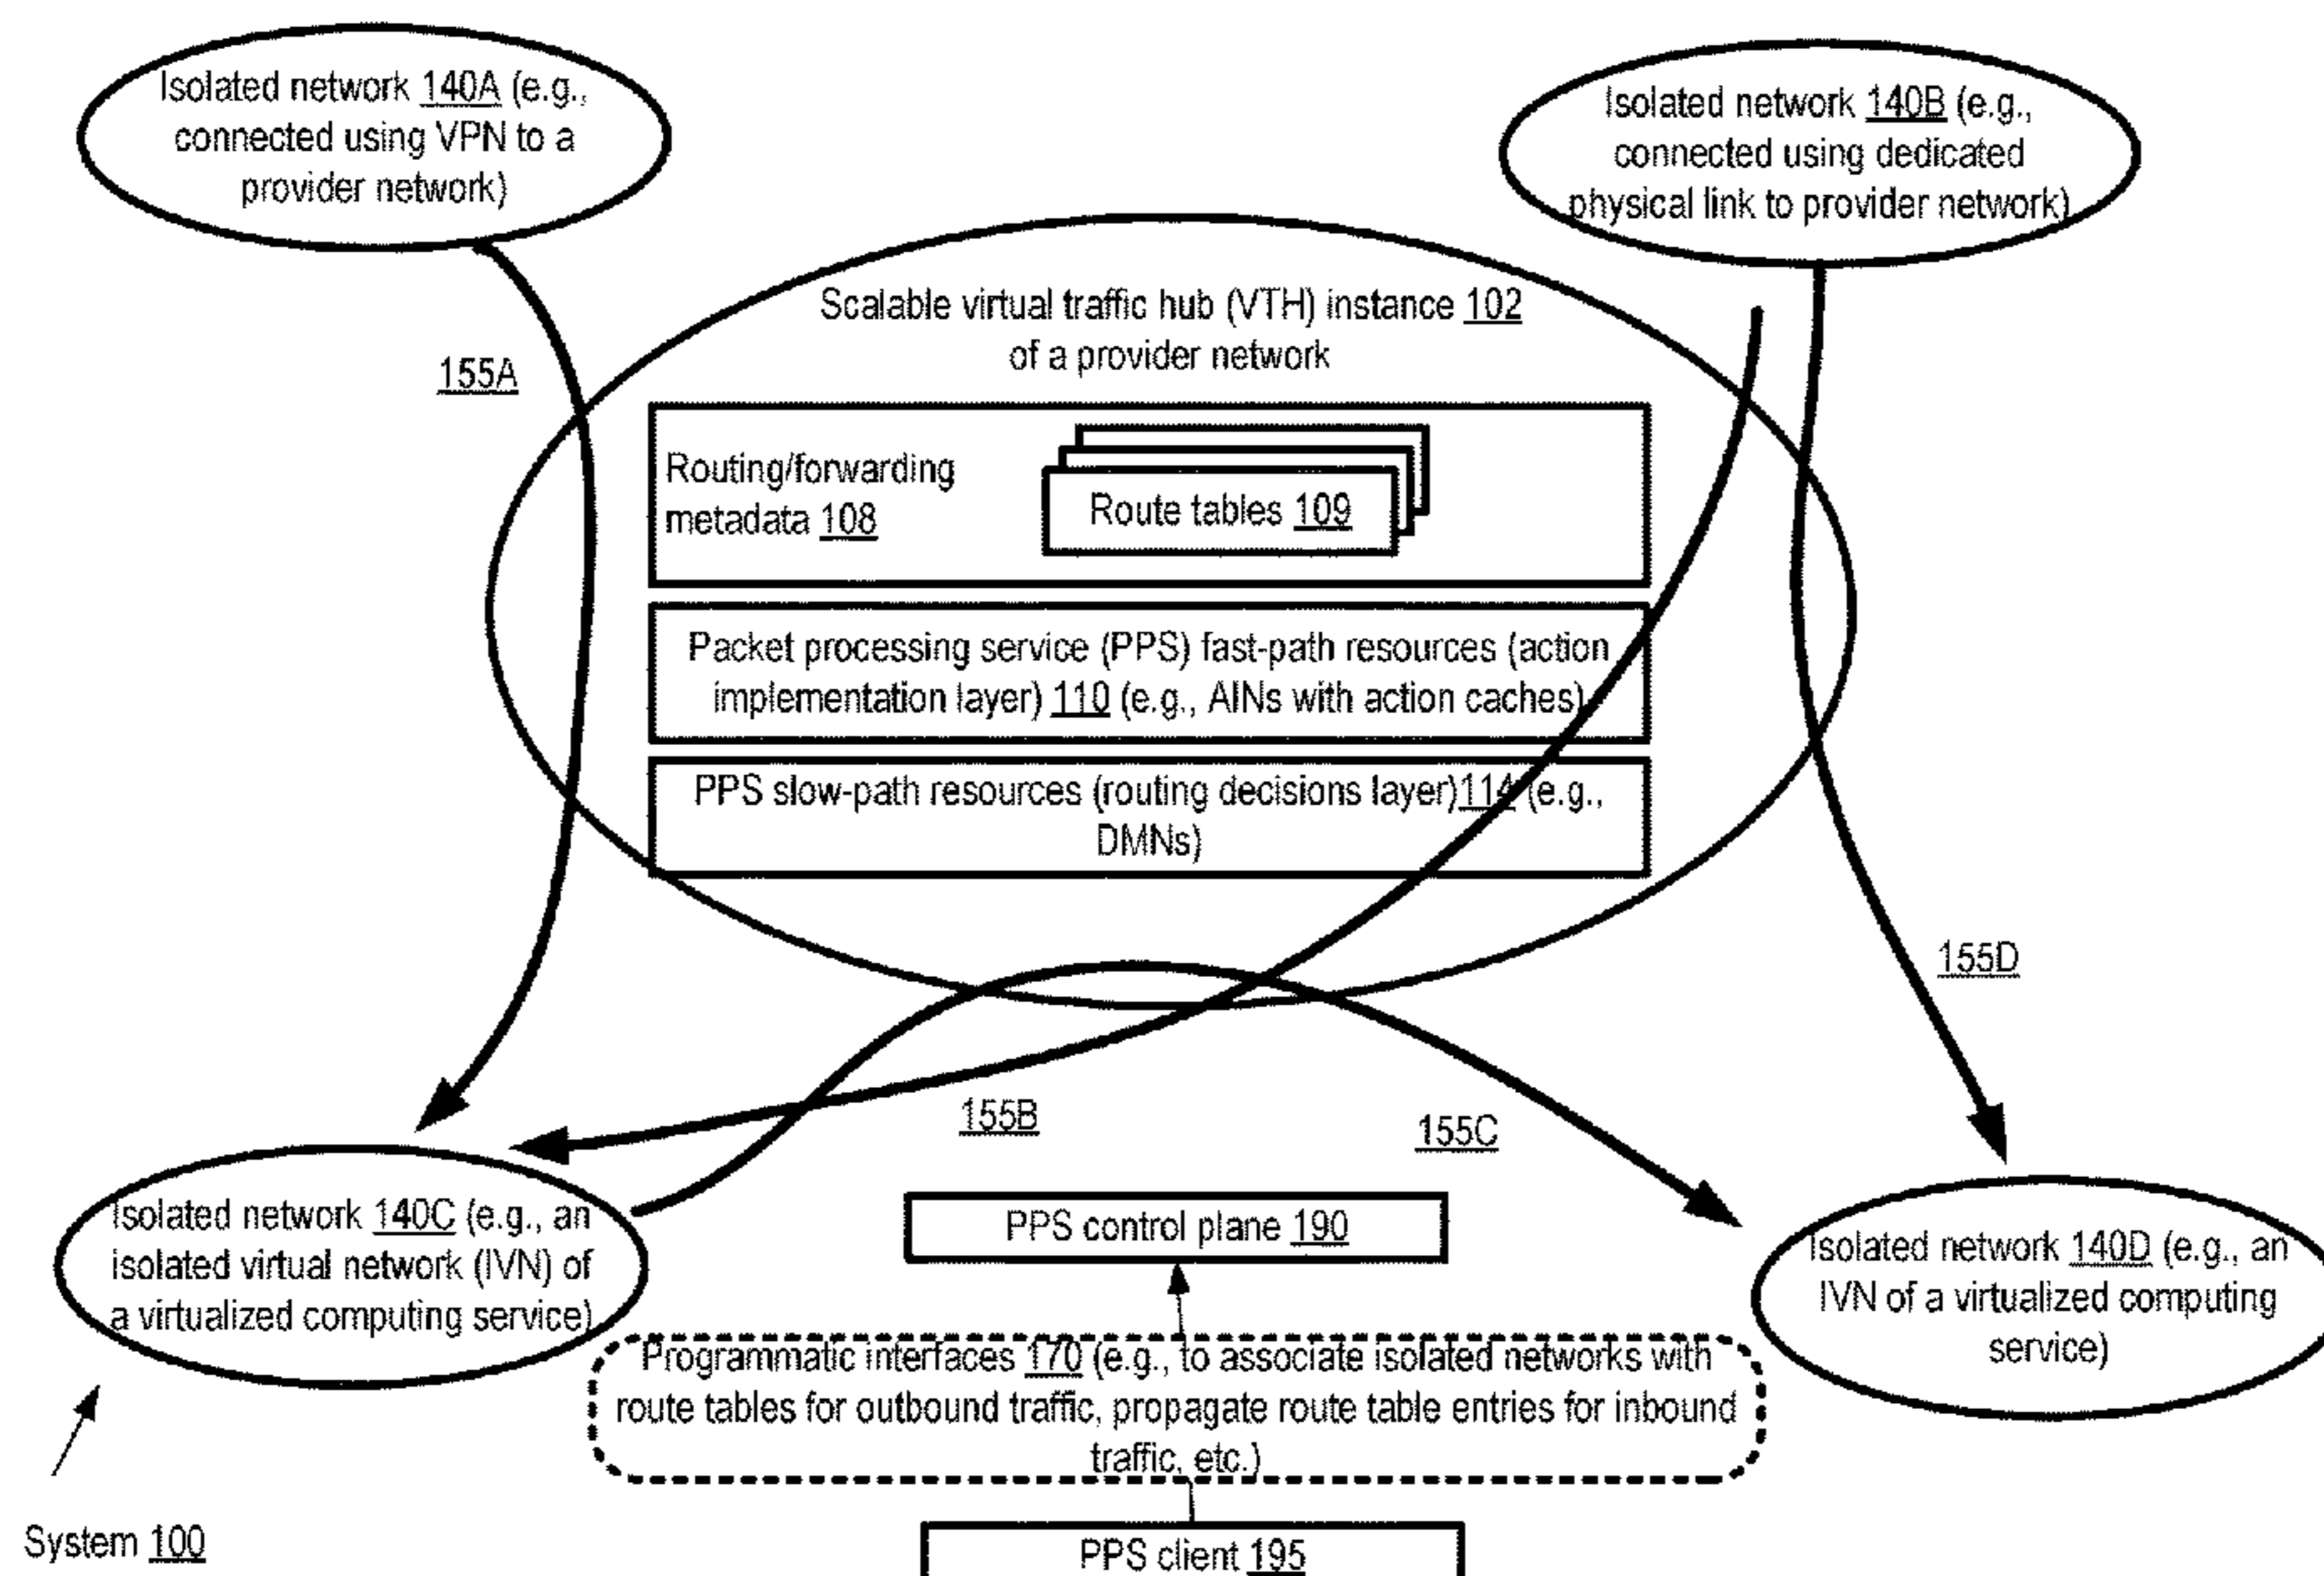 Isolated network 140A (e.g.,
connected using VPN to a
provider network)
Isolated network 140B (e.g.,
connected using dedicated
physical link to provider network)
Scalable virtual traffic hub (VTH) instance 102
of a provider network
155A
Routing/forwarding
metadata 108
Route tables 109
Packet processing service (PPS) fast-path resources (action
implementation layer) 110 (e.g., AINs with action caches)
PPS slow-path resources (routing decisions layer)114 (e.g.,
DMNs)
155D
155B
155C
Isolated network 140C (e.g., an
isolated virtual network (IVN) of
a virtualized computing service)
PPS control plane 190
Isolated network 140D (e.g., an
IVN of a virtualized computing
service)
Programmatic interfaces 170 (e.g., to associate isolated networks with
route tables for outbound traffic, propagate route table entries for inbound
traffic, etc.)
System 100
PPS client 195